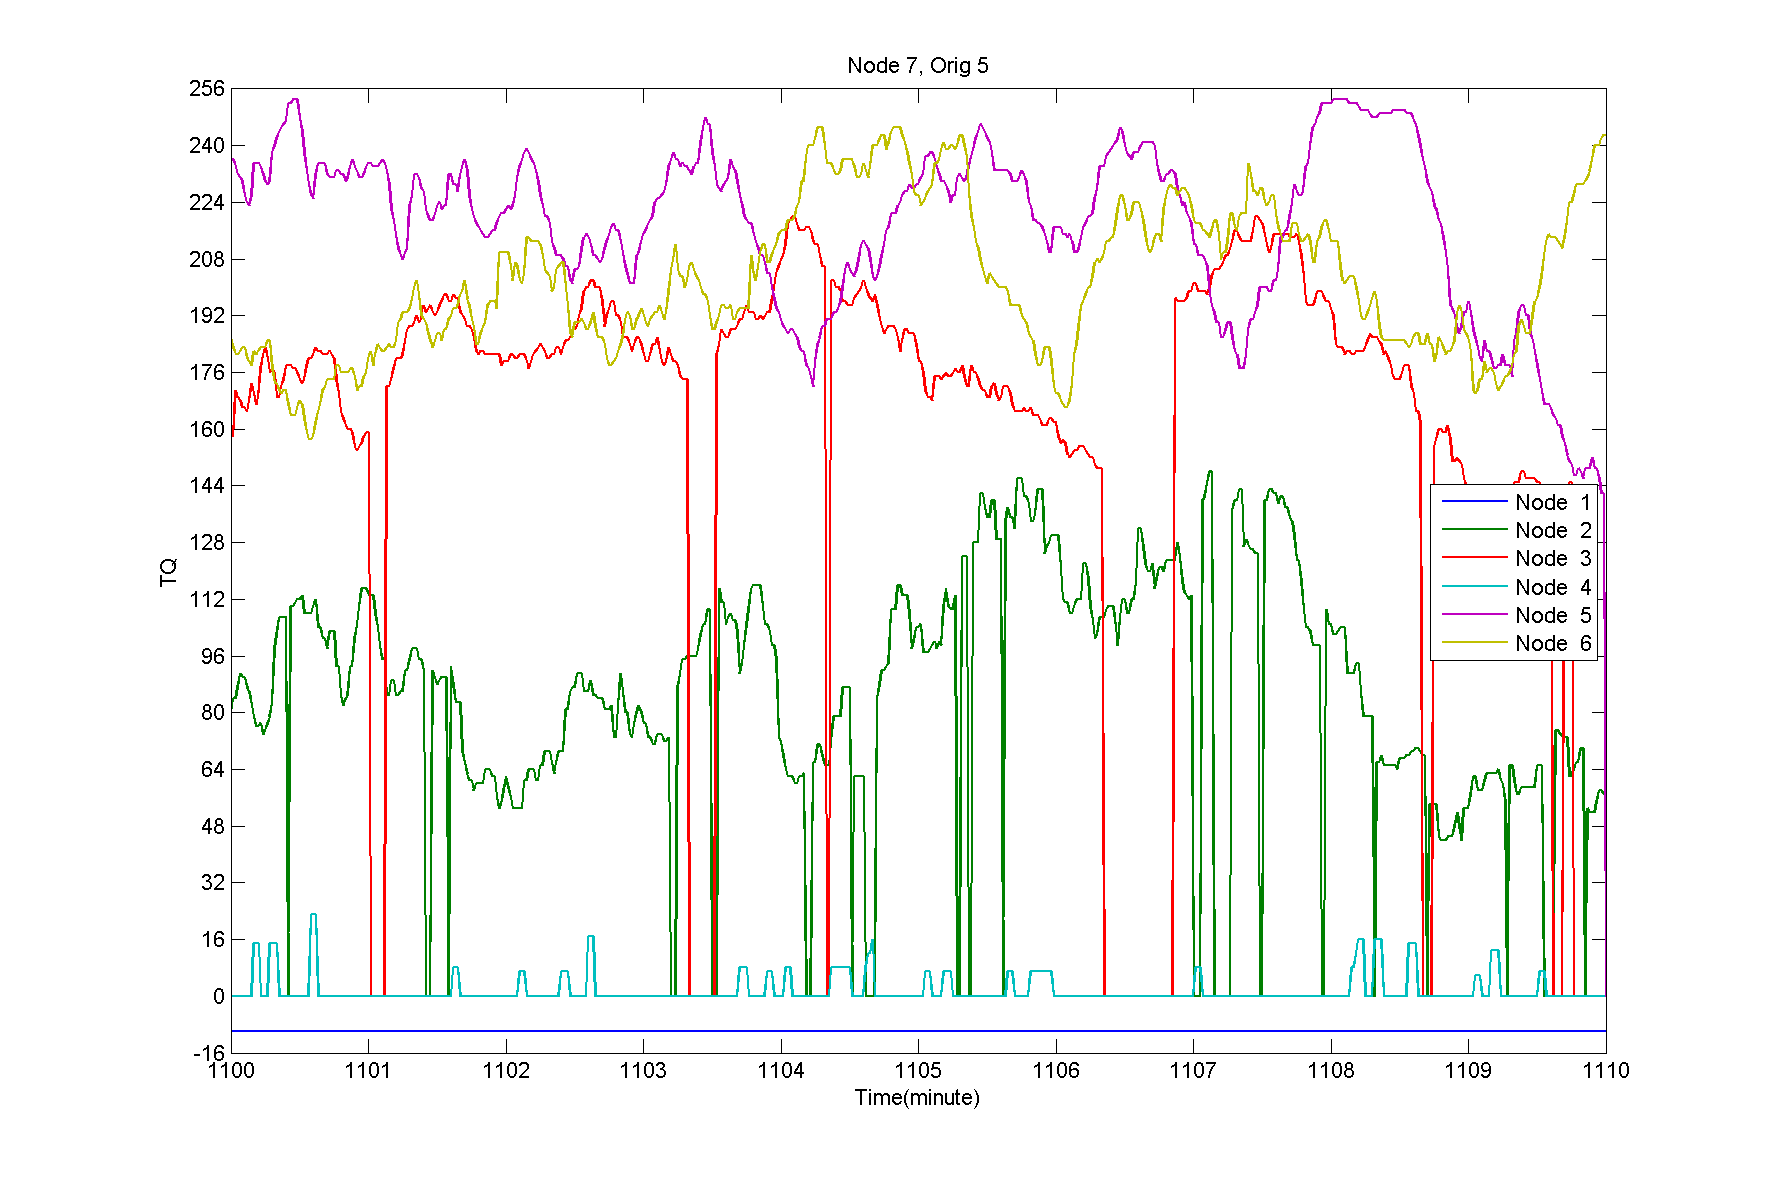 Node 7, Orig 5
256
240
224
208
192
176
160
144
128
112
96
80
64
48
32
16
0
-16
TQ
Node 1
Node 2
Node 3
Node 4
Node 5
Node 6
1100 1101 1102 1103 1104 1105 1106 1107 1108 1109 1110
Time(minute)